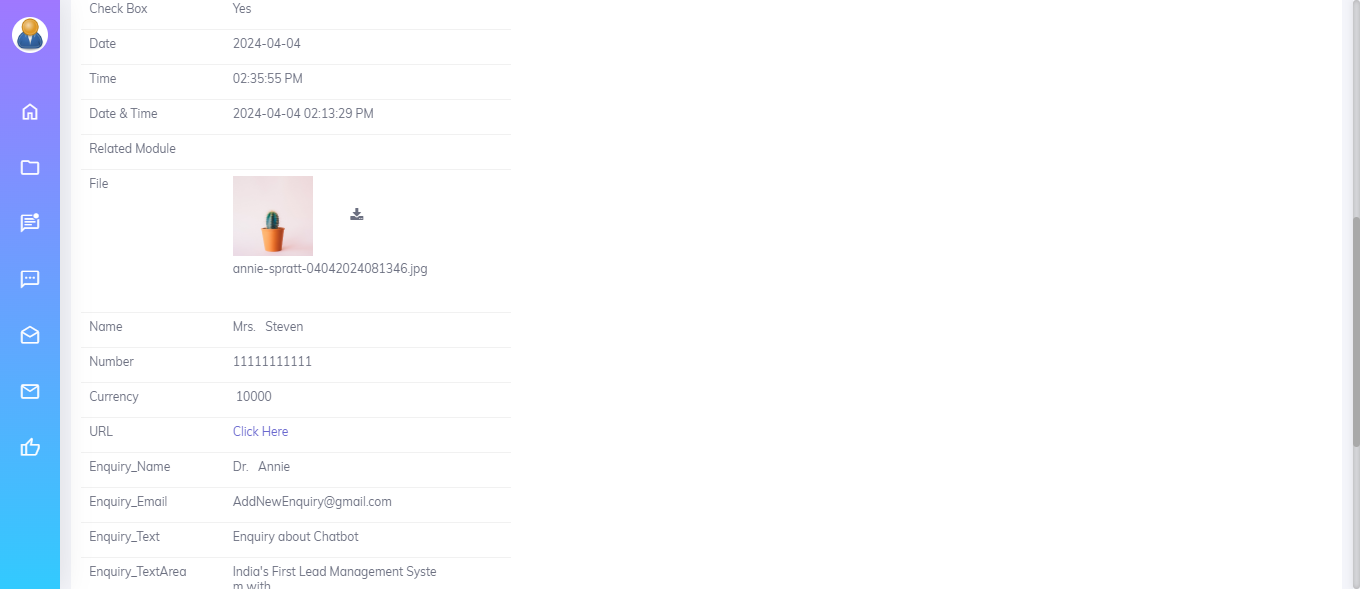 Check Box Yes
Date 2024-04-04
Time 02:35:55 PM
Date & Time 2024-04-04 02:13:29 PM
Related Module
File
annie-spratt-04042024081346.jpg
Name Mrs. Steven
Number 11111111111
Currency 10000
URL Click Here
Enquiry_Name Dr. Annie
Enquiry_Email AddNewEnquiry@gmail.com
Enquiry_Text Enquiry about Chatbot
Enquiry_TextArea India's First Lead Management Syste
m with